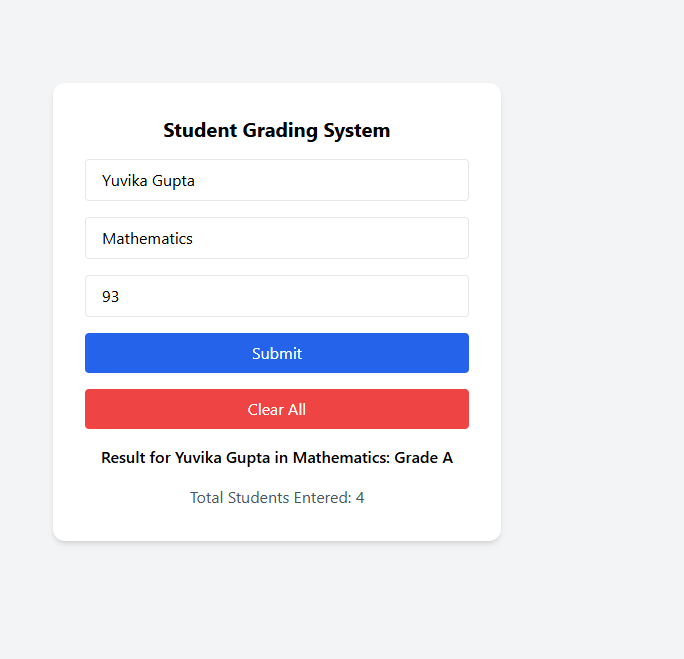 Student Grading System
Yuvika Gupta
Mathematics
93
Submit
Clear All
Result for Yuvika Gupta in Mathematics: Grade A
Total Students Entered: 4